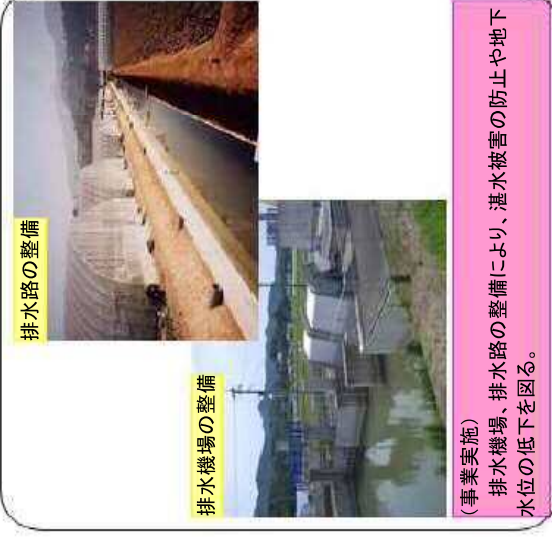 排水路の整備
排水機場の整備
(事業実施)
排水機場、排水路の整備により、湛水被害の防止や地下
水位の低下を図る。